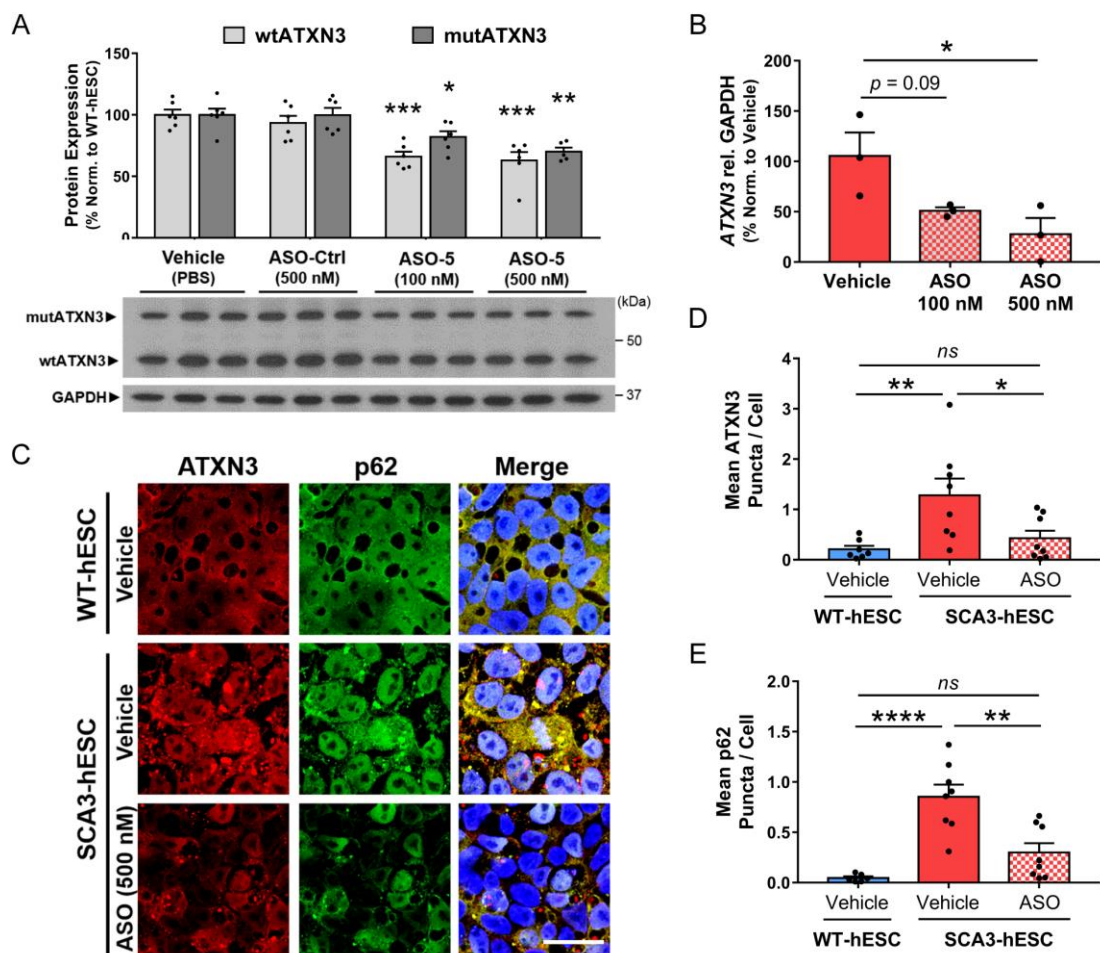 A
wtATXN3 mutATXN3
Protein Expression
(% Norm. to WT-hESC)
150
100
50
0
*** * *** **
Vehicle
(PBS)
ASO-Ctrl
(500 nM)
ASO-5
(100 nM)
ASO-5
(500 nM)
(kDa)
mutATXN3
50
wtATXN3
GAPDH
37
B
ATXN3 rel. GAPDH
(% Norm. to Vehicle)
200
150
100
50
0
*
p = 0.09
Vehicle
ASO
100 nM
ASO
500 nM
C
ATXN3 p62 Merge
WT-hESC
Vehicle
SCA3-hESC
Vehicle
ASO (500 nM)
D
Mean ATXN3
Puncta / Cell
4
3
2
1
0
ns
** *
Vehicle Vehicle ASO
WT-hESC SCA3-hESC
E
Mean p62
Puncta / Cell
2.0
1.5
1.0
0.5
0.0
ns
**** **
Vehicle Vehicle ASO
WT-hESC SCA3-hESC